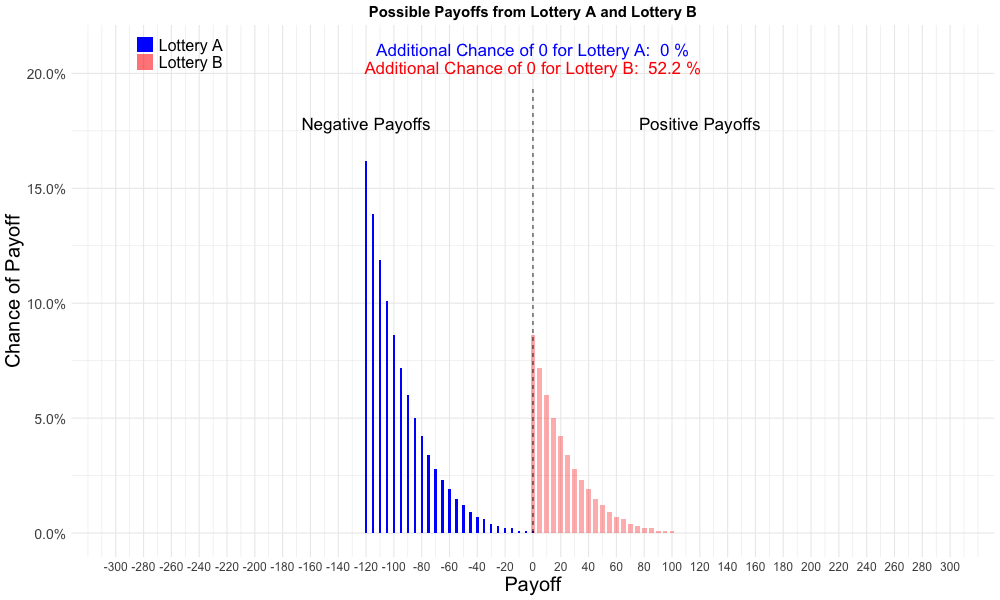 Possible Payoffs from Lottery A and Lottery B
Lottery A
Lottery B
Additional Chance of 0 for Lottery A:  0 %
Additional Chance of 0 for Lottery B:  52.2 %
Negative Payoffs
Positive Payoffs
Chance of Payoff
20.0%
15.0%
10.0%
5.0%
0.0%
-300 -280 -260 -240 -220 -200 -180 -160 -140 -120 -100 -80 -60 -40 -20 0 20 40 60 80 100 120 140 160 180 200 220 240 260 280 300
Payoff